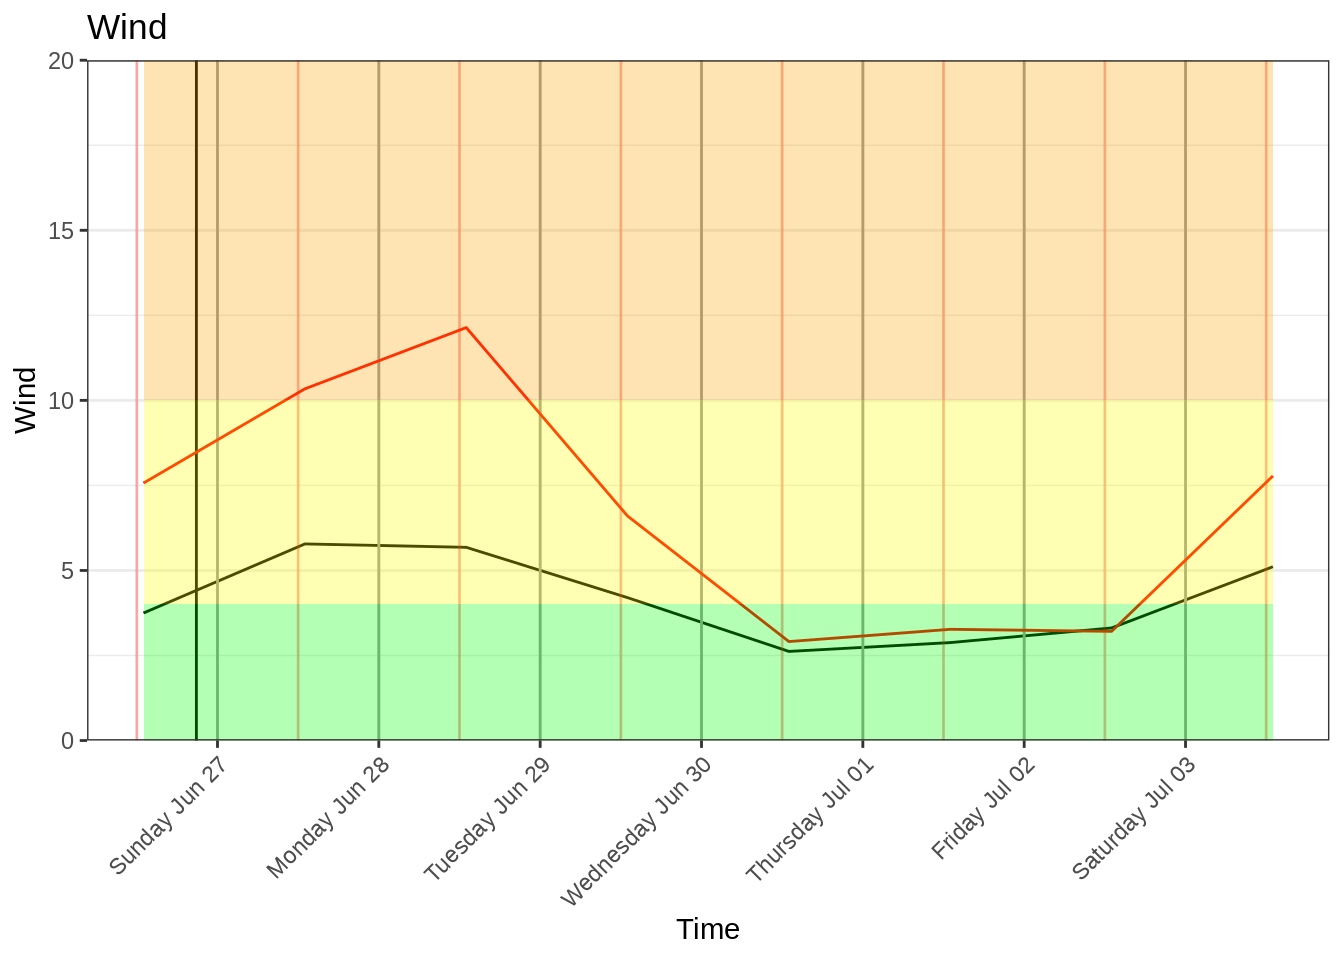 Wind
20
15
10
5
0
Wind
Sunday Jun 27
Monday Jun 28
Tuesday Jun 29
Wednesday Jun 30
Thursday Jul 01
Friday Jul 02
Saturday Jul 03
Time